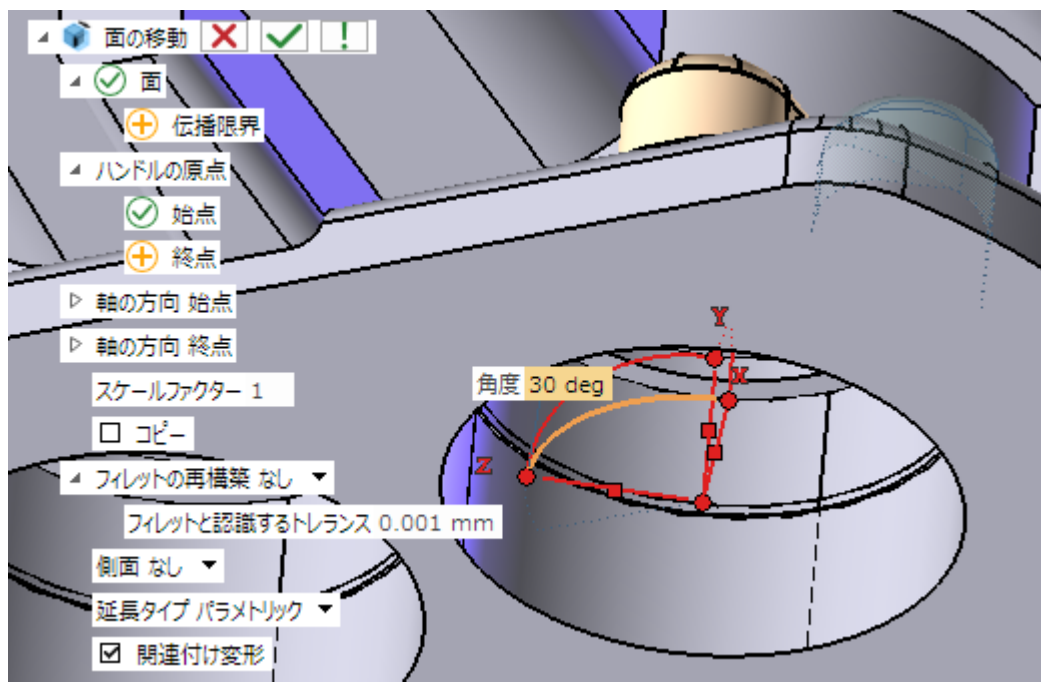 面の移動
面
伝播限界
ハンドルの原点
始点
終点
軸の方向 始点
軸の方向 終点
スケールファクター 1
コピー
フィレットの再構築 なし
フィレットと認識するトレランス 0.001 mm
側面 なし
延長タイプ パラメトリック
関連付け変形
Y
X
角度 30 deg
Z